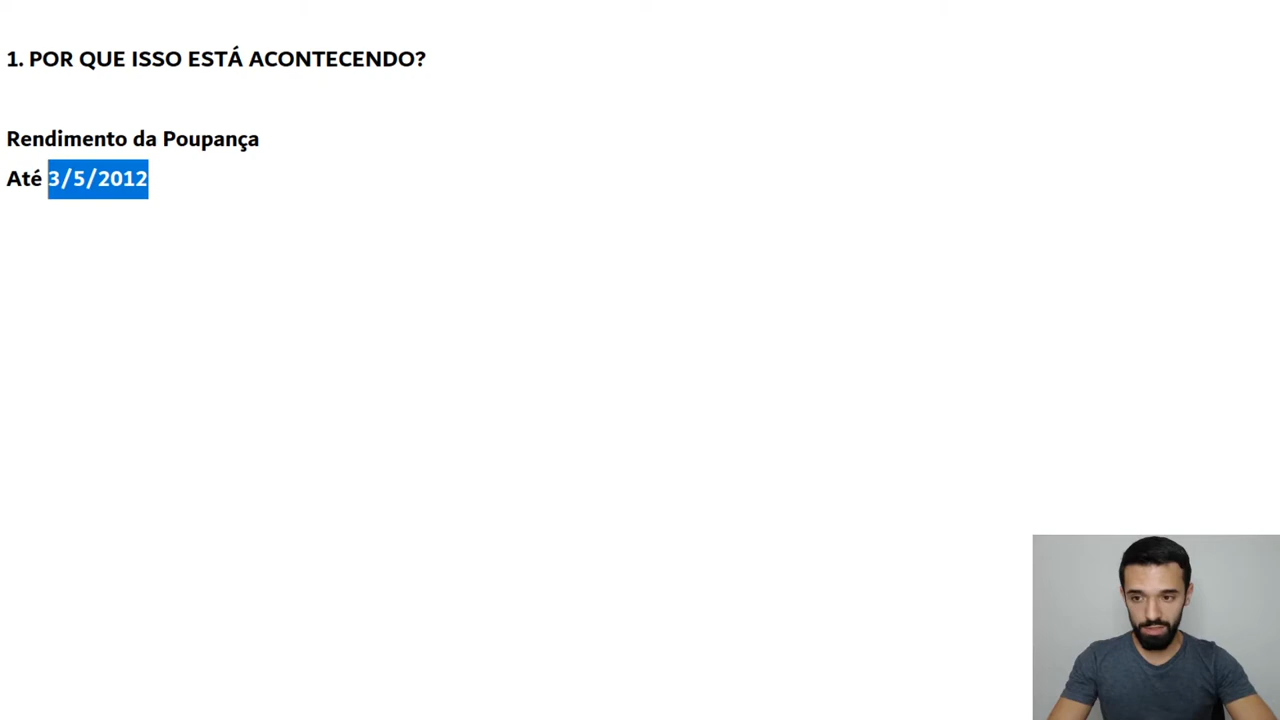 1. POR QUE ISSO ESTÁ ACONTECENDO?
Rendimento da Poupança
Até 3/5/2012